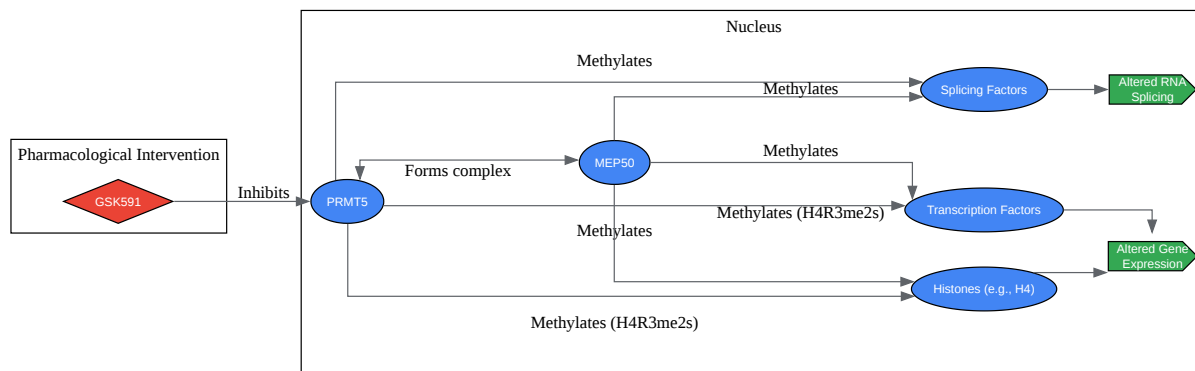 Nucleus
Methylates
Splicing Factors
Altered RNA
Splicing
Methylates
Pharmacological Intervention
GSK591
Inhibits
PRMT5
Forms complex
MEP50
Methylates
Methylates (H4R3me2s)
Transcription Factors
Methylates
Altered Gene
Expression
Histones (e.g., H4)
Methylates (H4R3me2s)